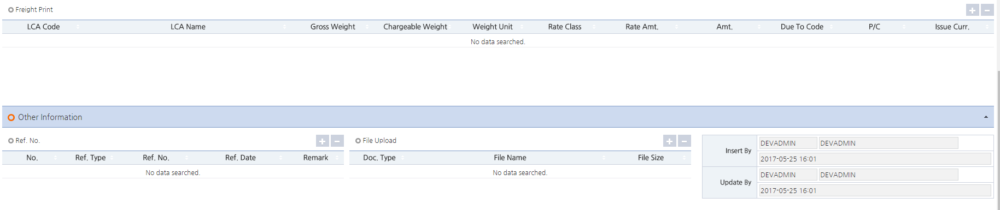 Freight Print
LCA Code LCA Name Gross Weight Chargeable Weight Weight Unit Rate Class Rate Amt. Amt. Due To Code P/C Issue Curr.
No data searched.
Other Information
Ref. No.
No. Ref. Type Ref. No. Ref. Date Remark
No data searched.
File Upload
Doc. Type File Name File Size
No data searched.
Insert By DEVADMIN DEVADMIN
2017-05-25 16:01
Update By DEVADMIN DEVADMIN
2017-05-25 16:01